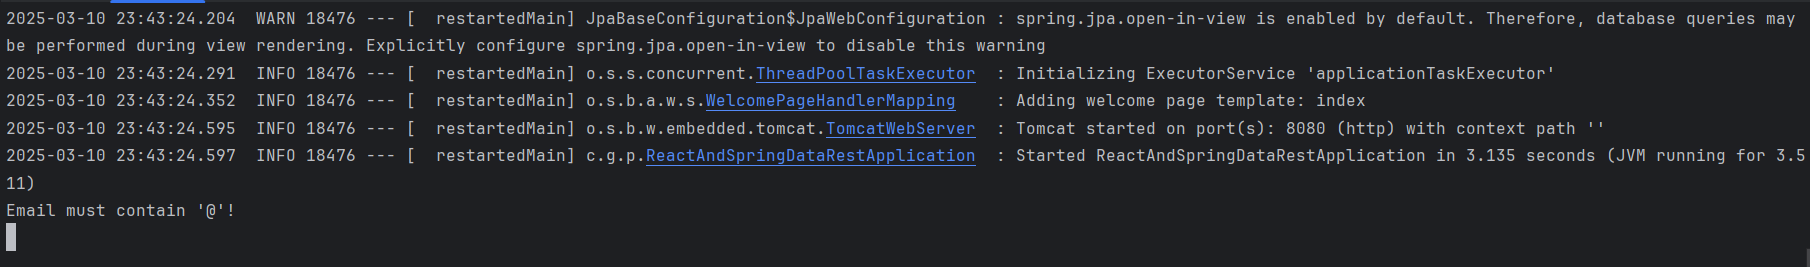 2025-03-10 23:43:24.204  WARN 18476 --- [  restartedMain] JpaBaseConfiguration$JpaWebConfiguration : spring.jpa.open-in-view is enabled by default. Therefore, database queries may
be performed during view rendering. Explicitly configure spring.jpa.open-in-view to disable this warning
2025-03-10 23:43:24.291  INFO 18476 --- [  restartedMain] o.s.s.concurrent.ThreadPoolTaskExecutor  : Initializing ExecutorService 'applicationTaskExecutor'
2025-03-10 23:43:24.352  INFO 18476 --- [  restartedMain] o.s.b.a.w.s.WelcomePageHandlerMapping    : Adding welcome page template: index
2025-03-10 23:43:24.595  INFO 18476 --- [  restartedMain] o.s.b.w.embedded.tomcat.TomcatWebServer  : Tomcat started on port(s): 8080 (http) with context path ''
2025-03-10 23:43:24.597  INFO 18476 --- [  restartedMain] c.g.p.ReactAndSpringDataRestApplication  : Started ReactAndSpringDataRestApplication in 3.135 seconds (JVM running for 3.5
11)
Email must contain '@'!